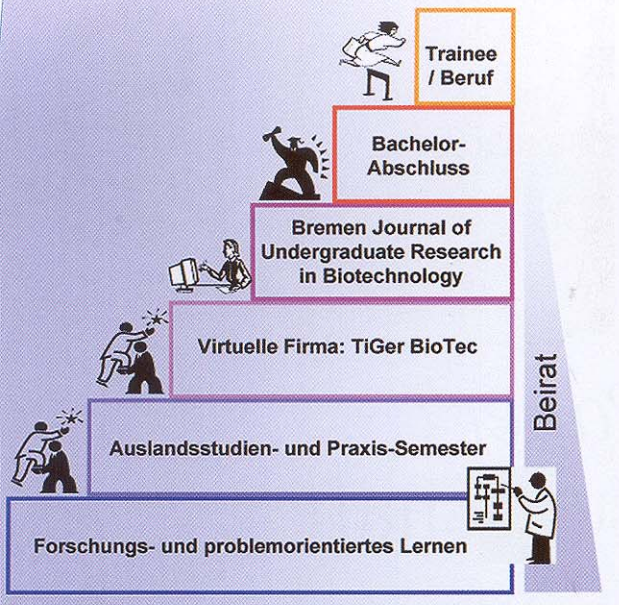 Trainee
/ Beruf
Bachelor-
Abschluss
Bremen Journal of
Undergraduate Research
in Biotechnology
Virtuelle Firma: TiGer BioTec
Auslandsstudien- und Praxis-Semester
Forschungs- und problemorientiertes Lernen
Beirat